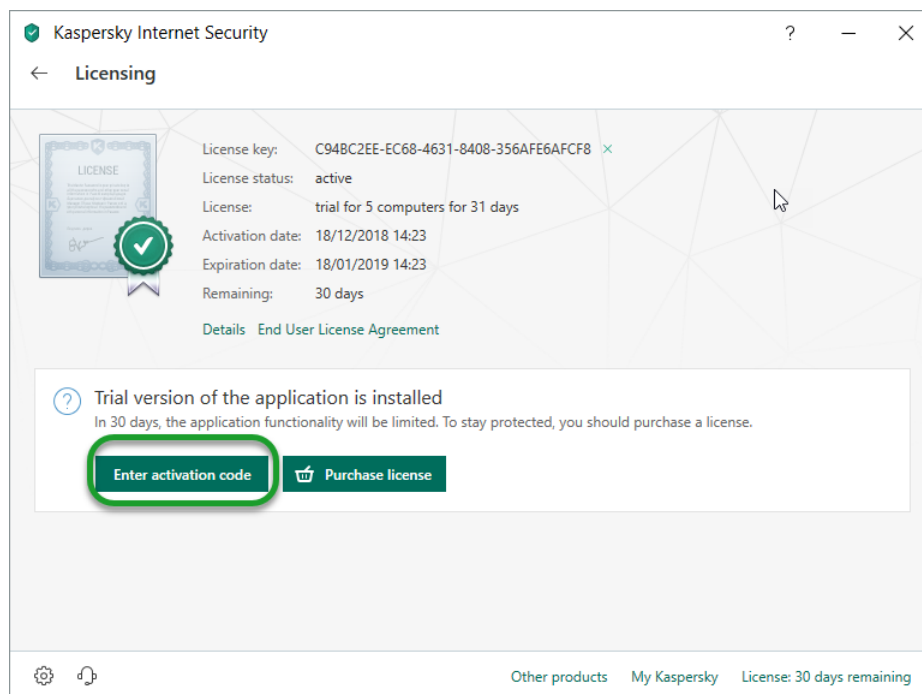 Kaspersky Internet Security
?
Licensing
LICENSE
License key: C94BC2EE-EC68-4631-8408-356AFE6AFCF8
License status: active
License: trial for 5 computers for 31 days
Activation date: 18/12/2018 14:23
Expiration date: 18/01/2019 14:23
Remaining: 30 days
Details End User License Agreement
? Trial version of the application is installed
In 30 days, the application functionality will be limited. To stay protected, you should purchase a license.
Enter activation code Purchase license
Other products My Kaspersky License: 30 days remaining